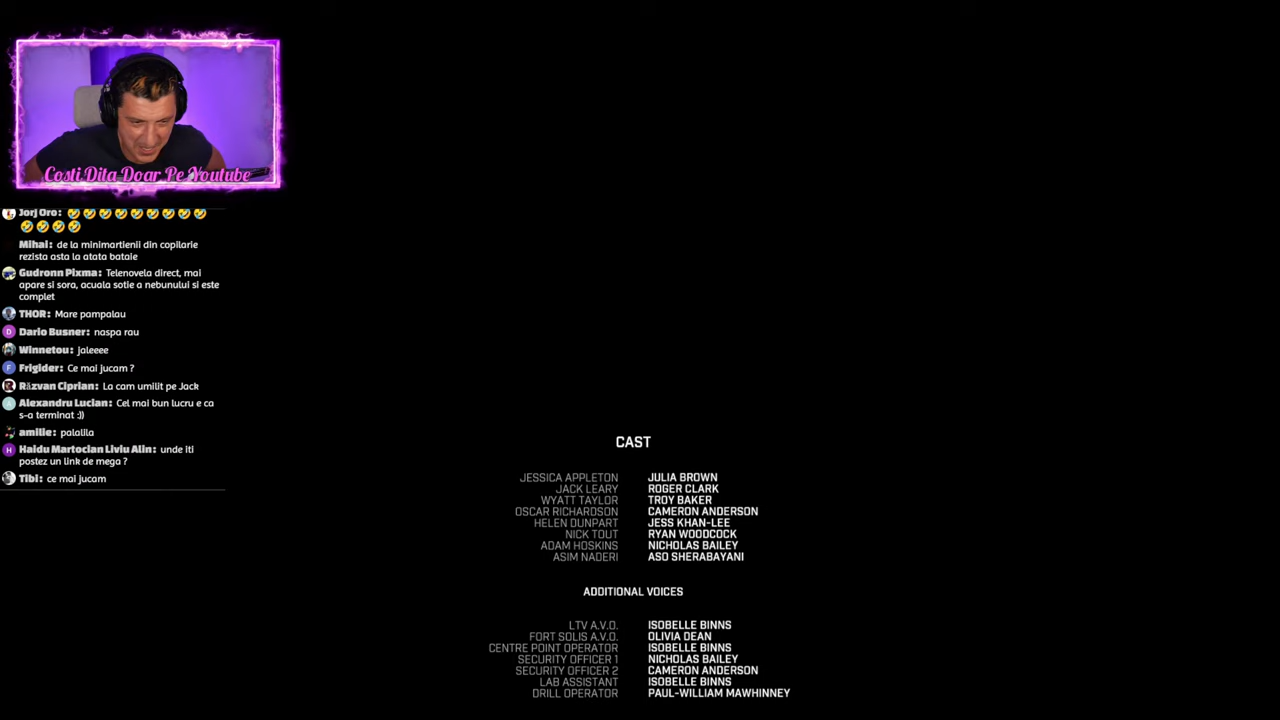 Costi Dita Doar Pe Youtube
Jorj Oro: 🤣🤣🤣🤣🤣🤣🤣🤣🤣
🤣🤣🤣🤣
Mihai: de la minimartienii din copilarie
rezista asta la atata bataie
Gudronn Pixma: Telenovela direct, mai
apare si sora, acuala sotie a nebunului si este
complet
THOR: Mare pampalau
Dario Busner: naspa rau
Winnetou: jaleeee
Frigider: Ce mai jucam ?
Răzvan Ciprian: La cam umilit pe Jack
Alexandru Lucian: Cel mai bun lucru e ca
s-a terminat :))
amilie: palalila
Haidu Martocian Liviu Alin: unde iti
postez un link de mega ?
Tibi: ce mai jucam
CAST
JESSICA APPLETON JULIA BROWN
JACK LEARY ROGER CLARK
WYATT TAYLOR TROY BAKER
OSCAR RICHARDSON CAMERON ANDERSON
HELEN DUNPART JESS KHAN-LEE
NICK TOUT RYAN WOODCOCK
ADAM HOSKINS NICHOLAS BAILEY
ASIM NADERI ASO SHERABAYANI
ADDITIONAL VOICES
LTV A.V.O. ISOBELLE BINNS
FORT SOLIS A.V.O. OLIVIA DEAN
CENTRE POINT OPERATOR ISOBELLE BINNS
SECURITY OFFICER 1 NICHOLAS BAILEY
SECURITY OFFICER 2 CAMERON ANDERSON
LAB ASSISTANT ISOBELLE BINNS
DRILL OPERATOR PAUL-WILLIAM MAWHINNEY